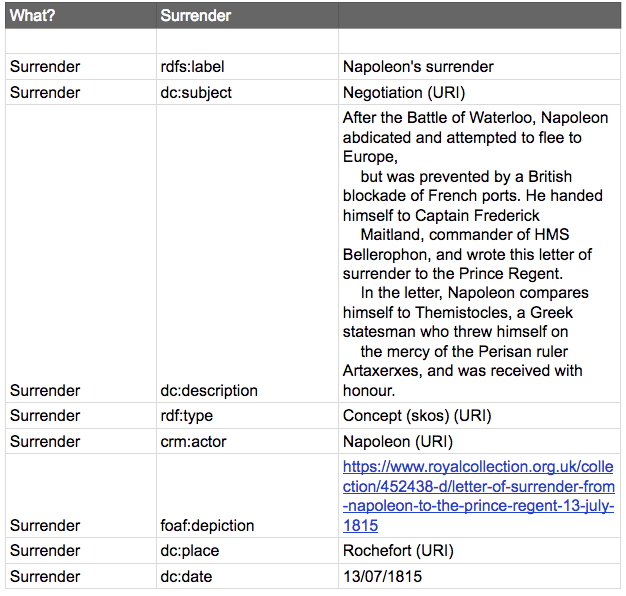 What? Surrender
Surrender rdfs:label Napoleon's surrender
Surrender dc:subject Negotiation (URI)
After the Battle of Waterloo, Napoleon
abdicated and attempted to flee to
Europe,
but was prevented by a British
blockade of French ports. He handed
himself to Captain Frederick
Maitland, commander of HMS
Bellerophon, and wrote this letter of
surrender to the Prince Regent.
In the letter, Napoleon compares
himself to Themistocles, a Greek
statesman who threw himself on
the mercy of the Perisan ruler
Artaxerxes, and was received with
Surrender dc:description honour.
Surrender rdf:type Concept (skos) (URI)
Surrender crm:actor Napoleon (URI)
https://www.royalcollection.org.uk/colle
ction/452438-d/letter-of-surrender-from
-napoleon-to-the-prince-regent-13-july-
Surrender foaf:depiction 1815
Surrender dc:place Rochefort (URI)
Surrender dc:date 13/07/1815